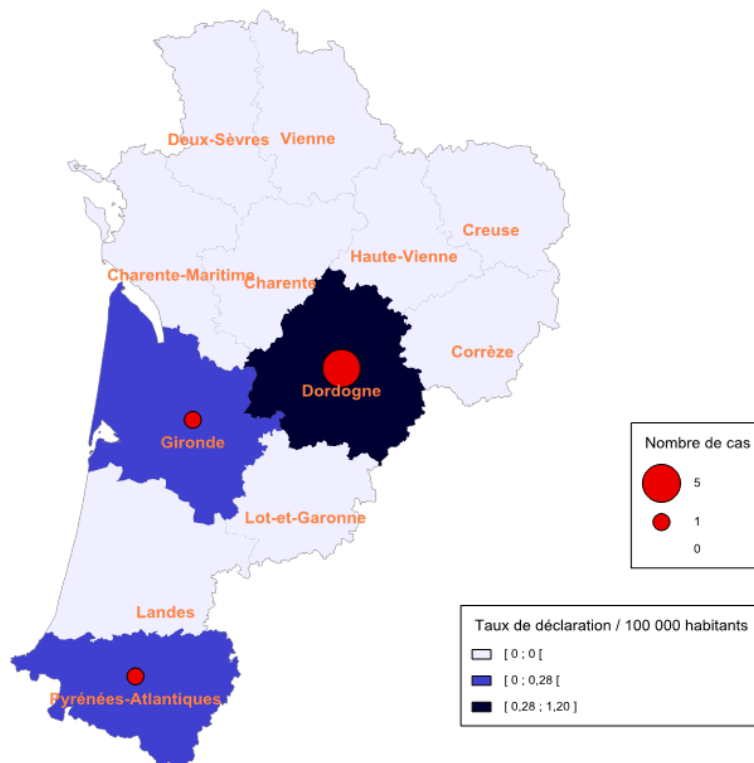 Deux-Sèvres
Vienne
Creuse
Haute-Vienne
Charente-Maritime
Charente
Corrèze
Dordogne
Gironde
Lot-et-Garonne
Landes
Pyrénées-Atlantiques
Nombre de cas
5
1
0
Taux de déclaration / 100 000 habitants
[ 0 ; 0 [
[ 0 ; 0,28 [
[ 0,28 ; 1,20 ]